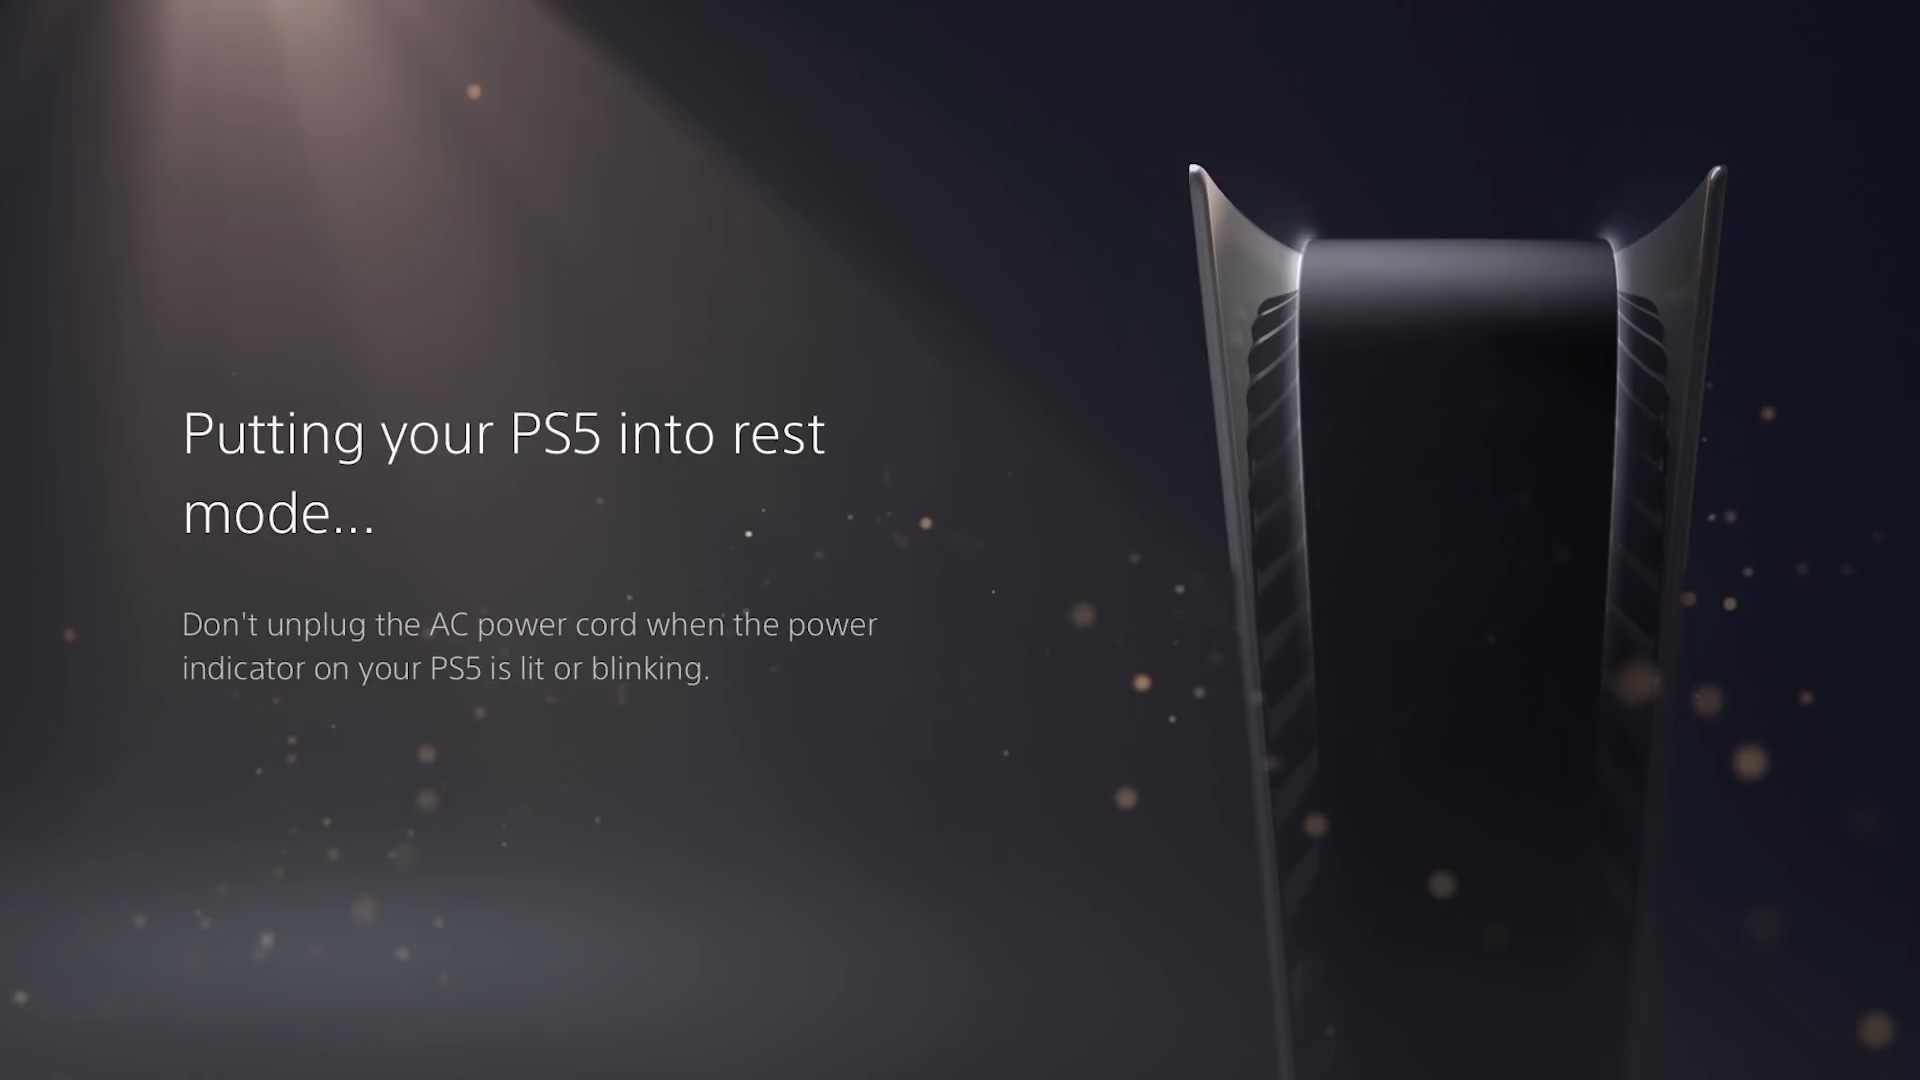 Putting your PS5 into rest
mode...
Don't unplug the AC power cord when the power
indicator on your PS5 is lit or blinking.